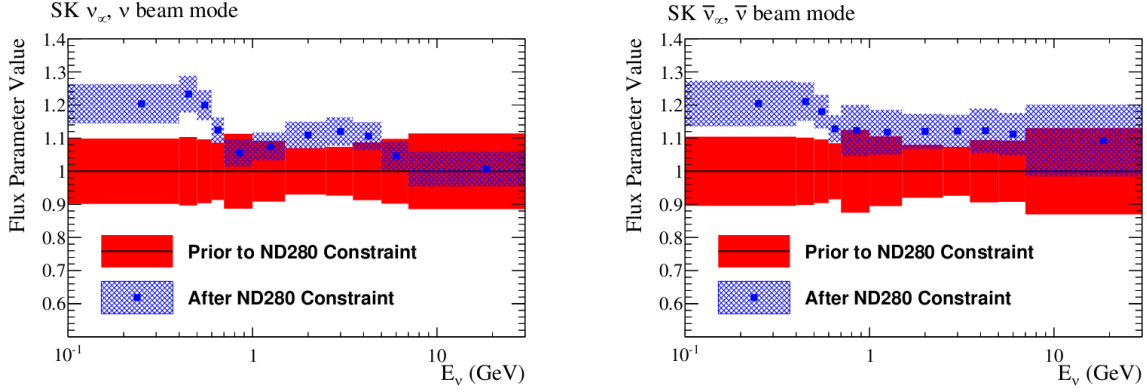 SK ν∝, ν beam mode
Flux Parameter Value
1.4
1.3
1.2
1.1
1
0.9
0.8
0.7
0.6
Prior to ND280 Constraint
After ND280 Constraint
10⁻¹
1
10
Eν (GeV)
SK ν̅∝, ν̅ beam mode
Flux Parameter Value
1.4
1.3
1.2
1.1
1
0.9
0.8
0.7
0.6
Prior to ND280 Constraint
After ND280 Constraint
10⁻¹
1
10
Eν (GeV)